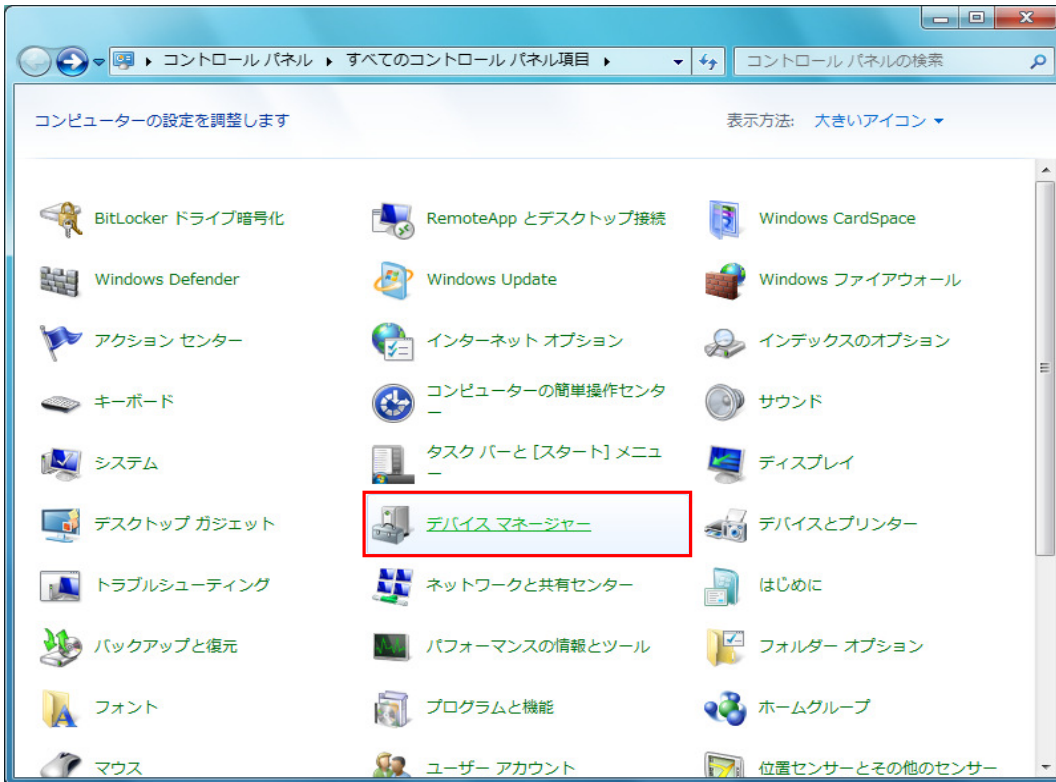 コントロール パネル すべてのコントロール パネル項目 コントロール パネルの検索
コンピューターの設定を調整します 表示方法: 大きいアイコン
BitLocker ドライブ暗号化 RemoteApp とデスクトップ接続 Windows CardSpace
Windows Defender Windows Update Windows ファイアウォール
アクション センター インターネット オプション インデックスのオプション
キーボード コンピューターの簡単操作センタ
ー サウンド
システム タスク バーと [スタート] メニュ
ー ディスプレイ
デスクトップ ガジェット デバイス マネージャー デバイスとプリンター
トラブルシューティング ネットワークと共有センター はじめに
バックアップと復元 パフォーマンスの情報とツール フォルダー オプション
フォント プログラムと機能 ホームグループ
マウス ユーザー アカウント 位置センサーとその他のセンサー